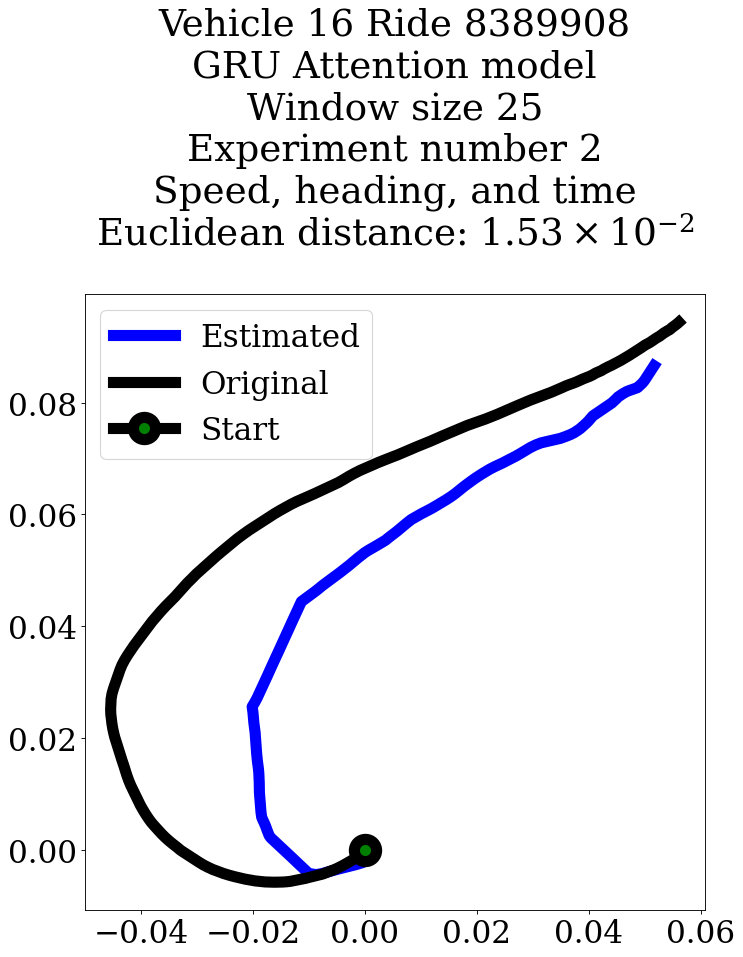 Vehicle 16 Ride 8389908
GRU Attention model
Window size 25
Experiment number 2
Speed, heading, and time
Euclidean distance: 1.53 × 10⁻²
Estimated
Original
Start
0.08
0.06
0.04
0.02
0.00
−0.04 −0.02 0.00 0.02 0.04 0.06